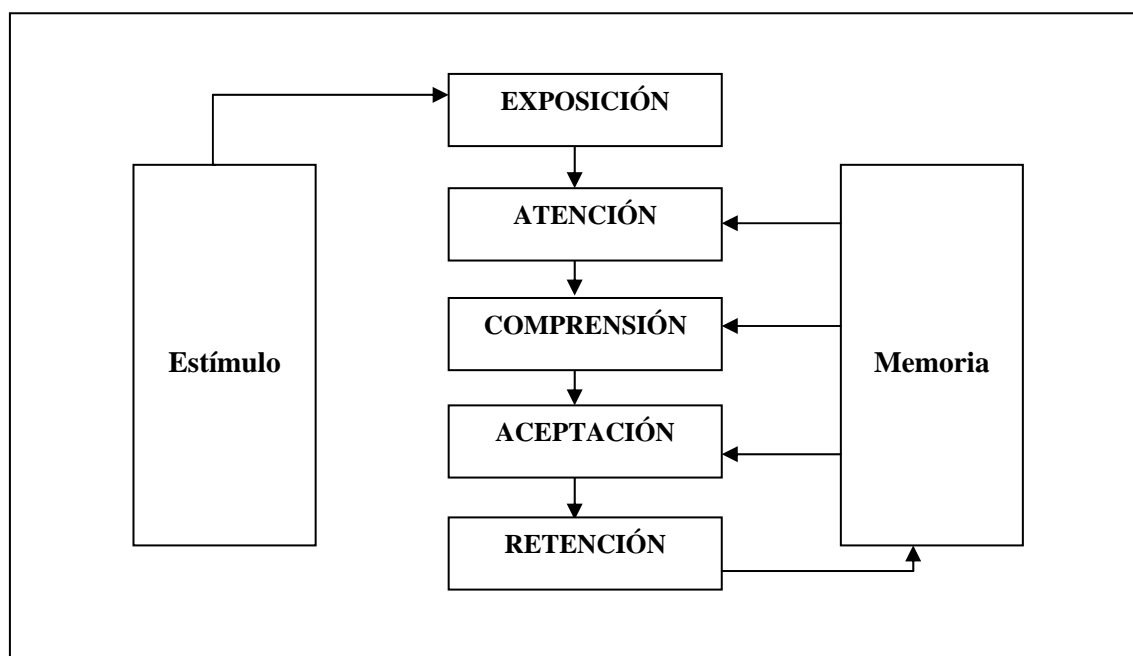 EXPOSICIÓN
ATENCIÓN
COMPRENSIÓN
Estímulo
Memoria
ACEPTACIÓN
RETENCIÓN